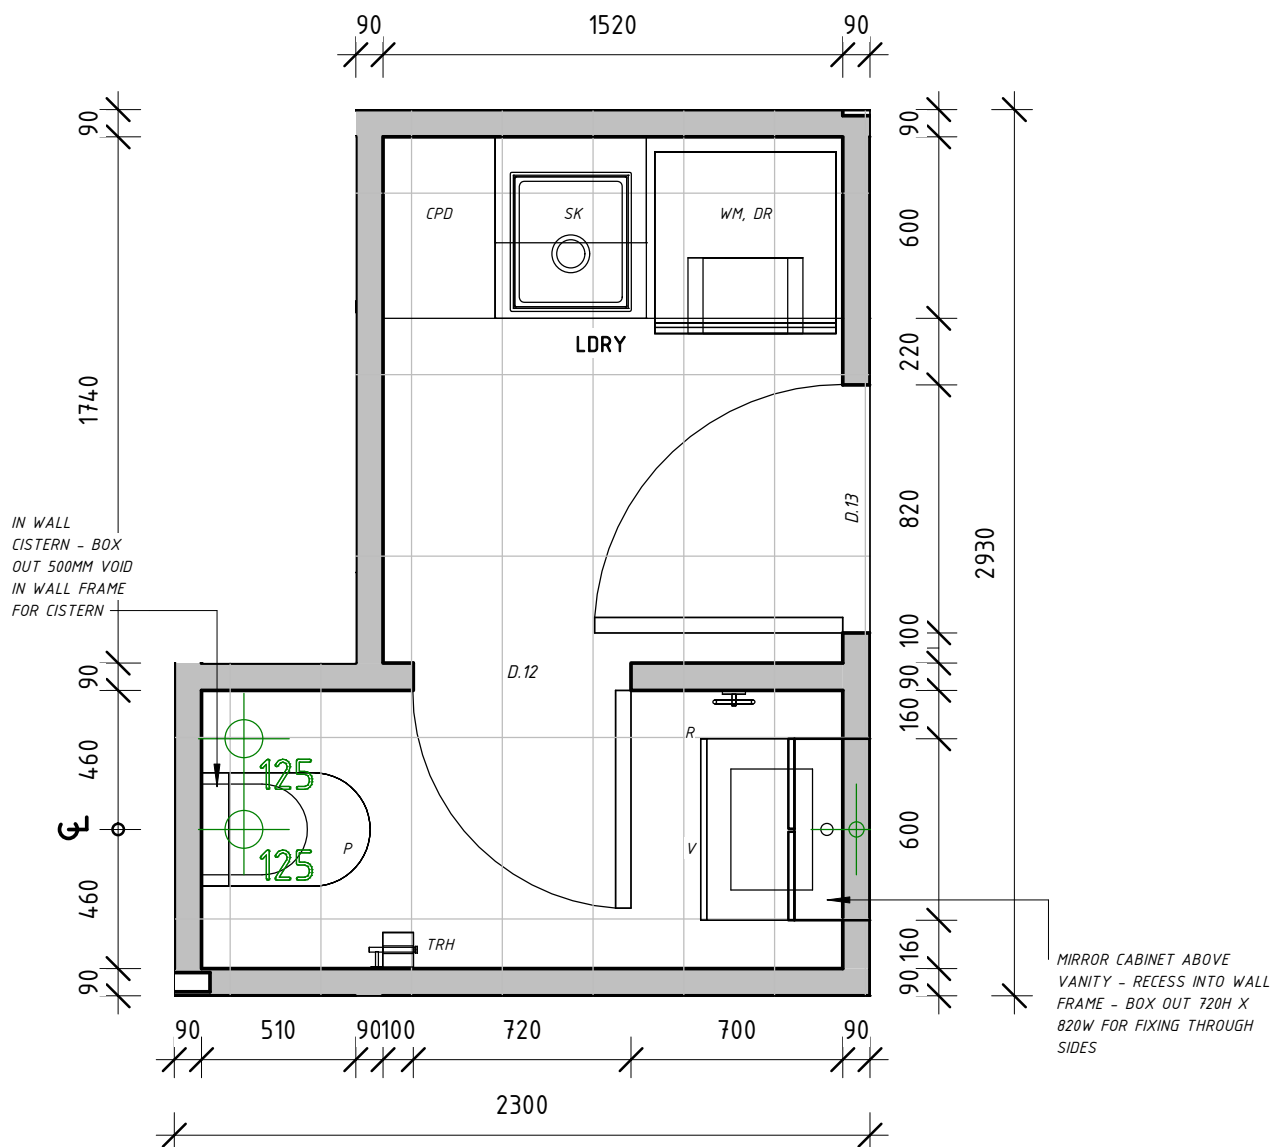 90
1520
90
90
90
CPD
SK
WM, DR
600
LDRY
220
1740
D.13
820
2930
IN WALL
CISTERN - BOX
OUT 500MM VOID
IN WALL FRAME
FOR CISTERN
100
90
D.12
90
160
R
460
125
CL
P
V
600
125
460
TRH
160
90
90
MIRROR CABINET ABOVE
VANITY - RECESS INTO WALL
FRAME - BOX OUT 720H X
820W FOR FIXING THROUGH
SIDES
90
510
90
100
720
700
90
2300